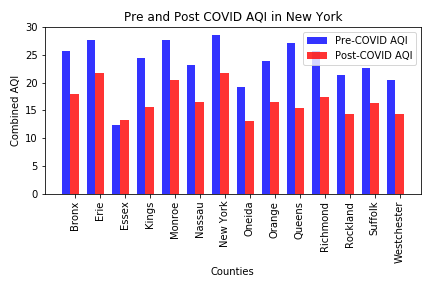 Pre and Post COVID AQI in New York
Pre-COVID AQI
Post-COVID AQI
Combined AQI
30
25
20
15
10
5
0
Bronx
Erie
Essex
Kings
Monroe
Nassau
New York
Oneida
Orange
Queens
Richmond
Rockland
Suffolk
Westchester
Counties